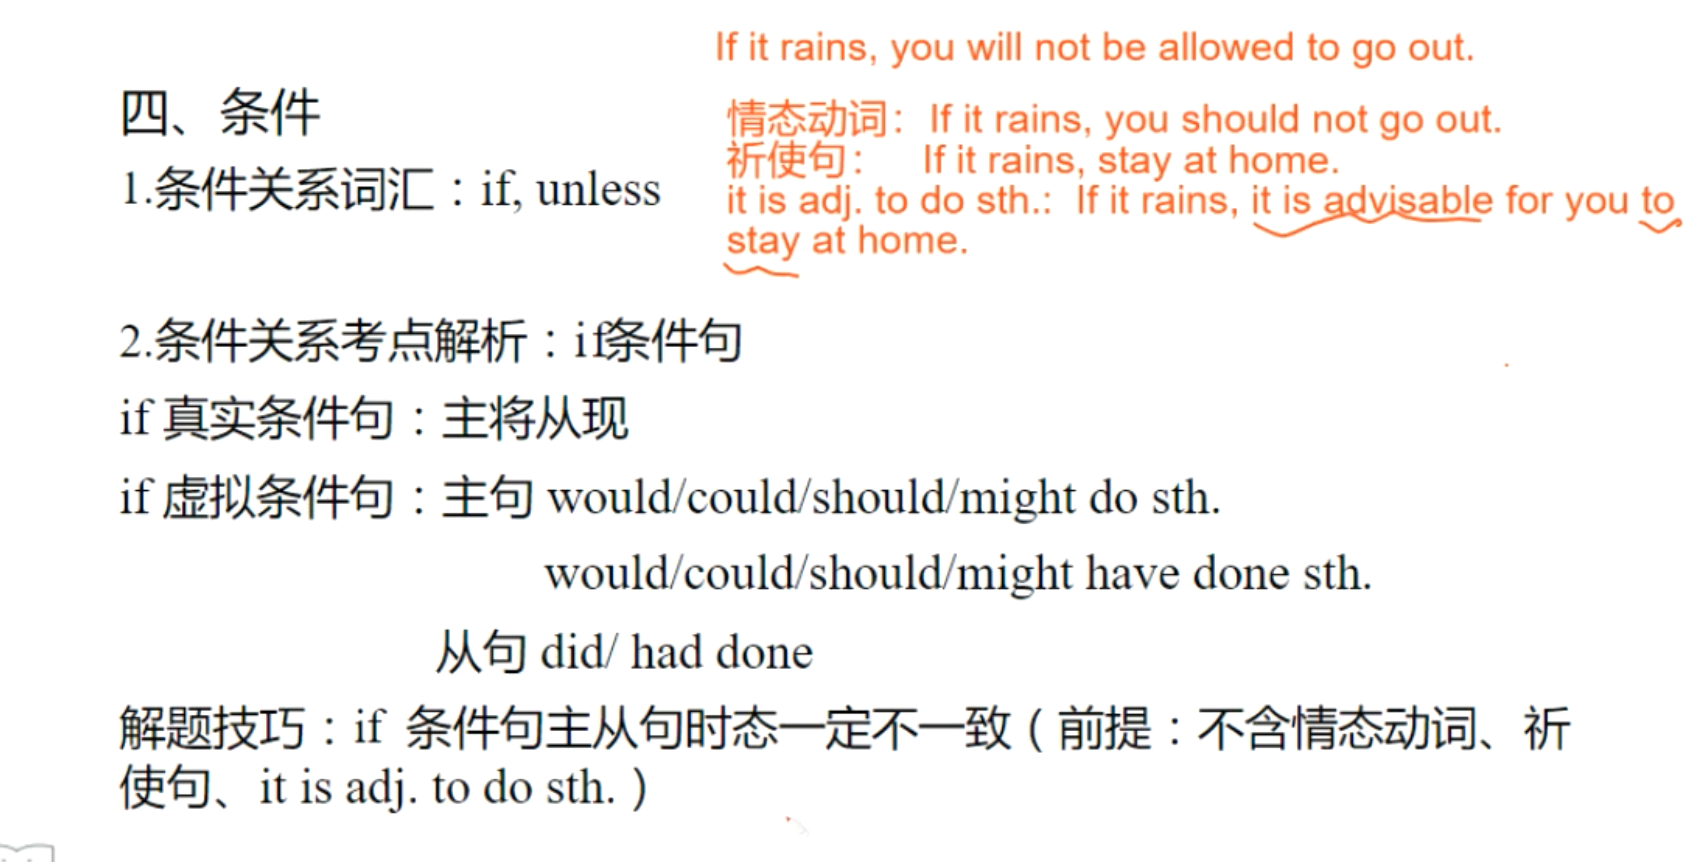 If it rains, you will not be allowed to go out.
四、条件
情态动词：If it rains, you should not go out.
祈使句： If it rains, stay at home.
1.条件关系词汇：if, unless
it is adj. to do sth.: If it rains, it is advisable for you to
stay at home.
2.条件关系考点解析：if条件句
if 真实条件句：主将从现
if 虚拟条件句：主句 would/could/should/might do sth.
would/could/should/might have done sth.
从句 did/ had done
解题技巧：if 条件句主从句时态一定不一致（前提：不含情态动词、祈
使句、it is adj. to do sth.）